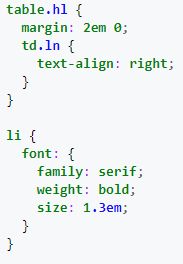 table.hl {
  margin: 2em 0;
  td.ln {
    text-align: right;
  }
}

li {
  font: {
    family: serif;
    weight: bold;
    size: 1.3em;
  }
}